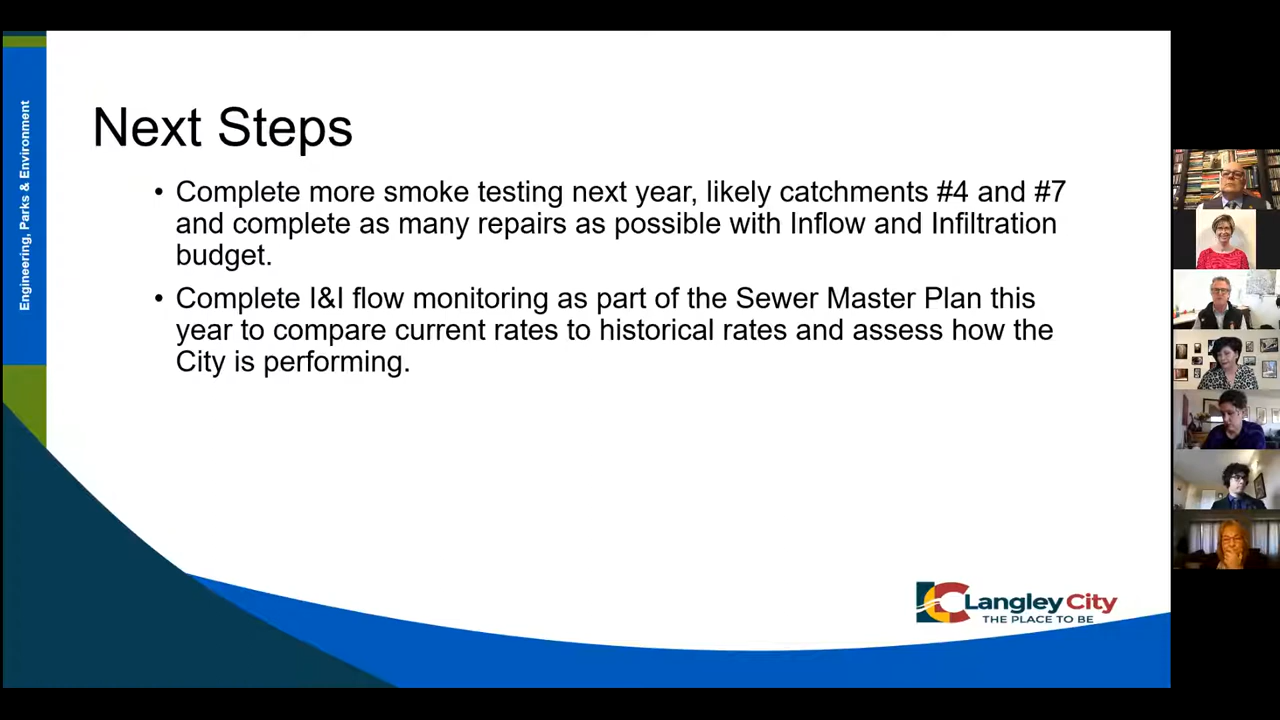 Engineering, Parks & Environment
Next Steps
• Complete more smoke testing next year, likely catchments #4 and #7
and complete as many repairs as possible with Inflow and Infiltration
budget.
• Complete I&I flow monitoring as part of the Sewer Master Plan this
year to compare current rates to historical rates and assess how the
City is performing.
Langley City
THE PLACE TO BE